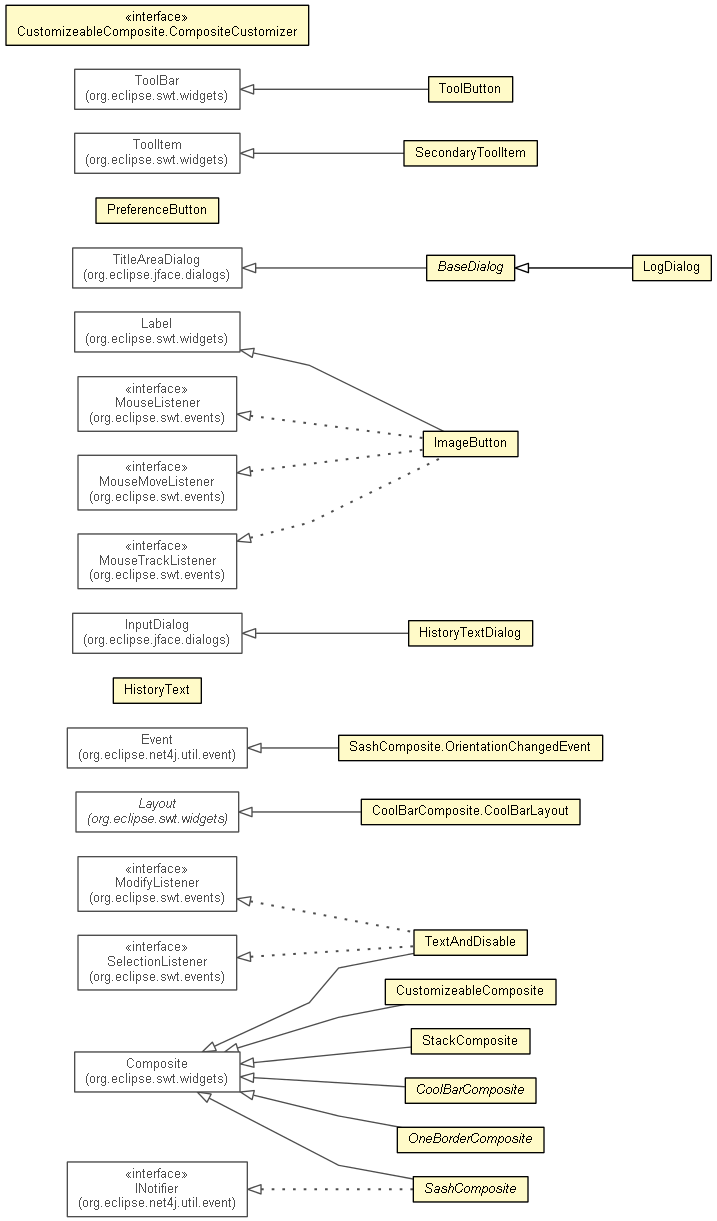 «interface»
CustomizeableComposite.CompositeCustomizer
ToolBar
(org.eclipse.swt.widgets)
ToolButton
ToolItem
(org.eclipse.swt.widgets)
SecondaryToolItem
PreferenceButton
TitleAreaDialog
(org.eclipse.jface.dialogs)
BaseDialog
LogDialog
Label
(org.eclipse.swt.widgets)
«interface»
MouseListener
(org.eclipse.swt.events)
ImageButton
«interface»
MouseMoveListener
(org.eclipse.swt.events)
«interface»
MouseTrackListener
(org.eclipse.swt.events)
InputDialog
(org.eclipse.jface.dialogs)
HistoryTextDialog
HistoryText
Event
(org.eclipse.net4j.util.event)
SashComposite.OrientationChangedEvent
Layout
(org.eclipse.swt.widgets)
CoolBarComposite.CoolBarLayout
«interface»
ModifyListener
(org.eclipse.swt.events)
TextAndDisable
«interface»
SelectionListener
(org.eclipse.swt.events)
CustomizeableComposite
StackComposite
Composite
(org.eclipse.swt.widgets)
CoolBarComposite
OneBorderComposite
«interface»
INotifier
(org.eclipse.net4j.util.event)
SashComposite